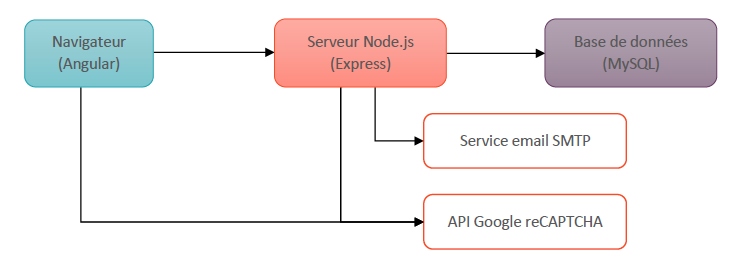 Navigateur
(Angular)
Serveur Node.js
(Express)
Base de données
(MySQL)
Service email SMTP
API Google reCAPTCHA